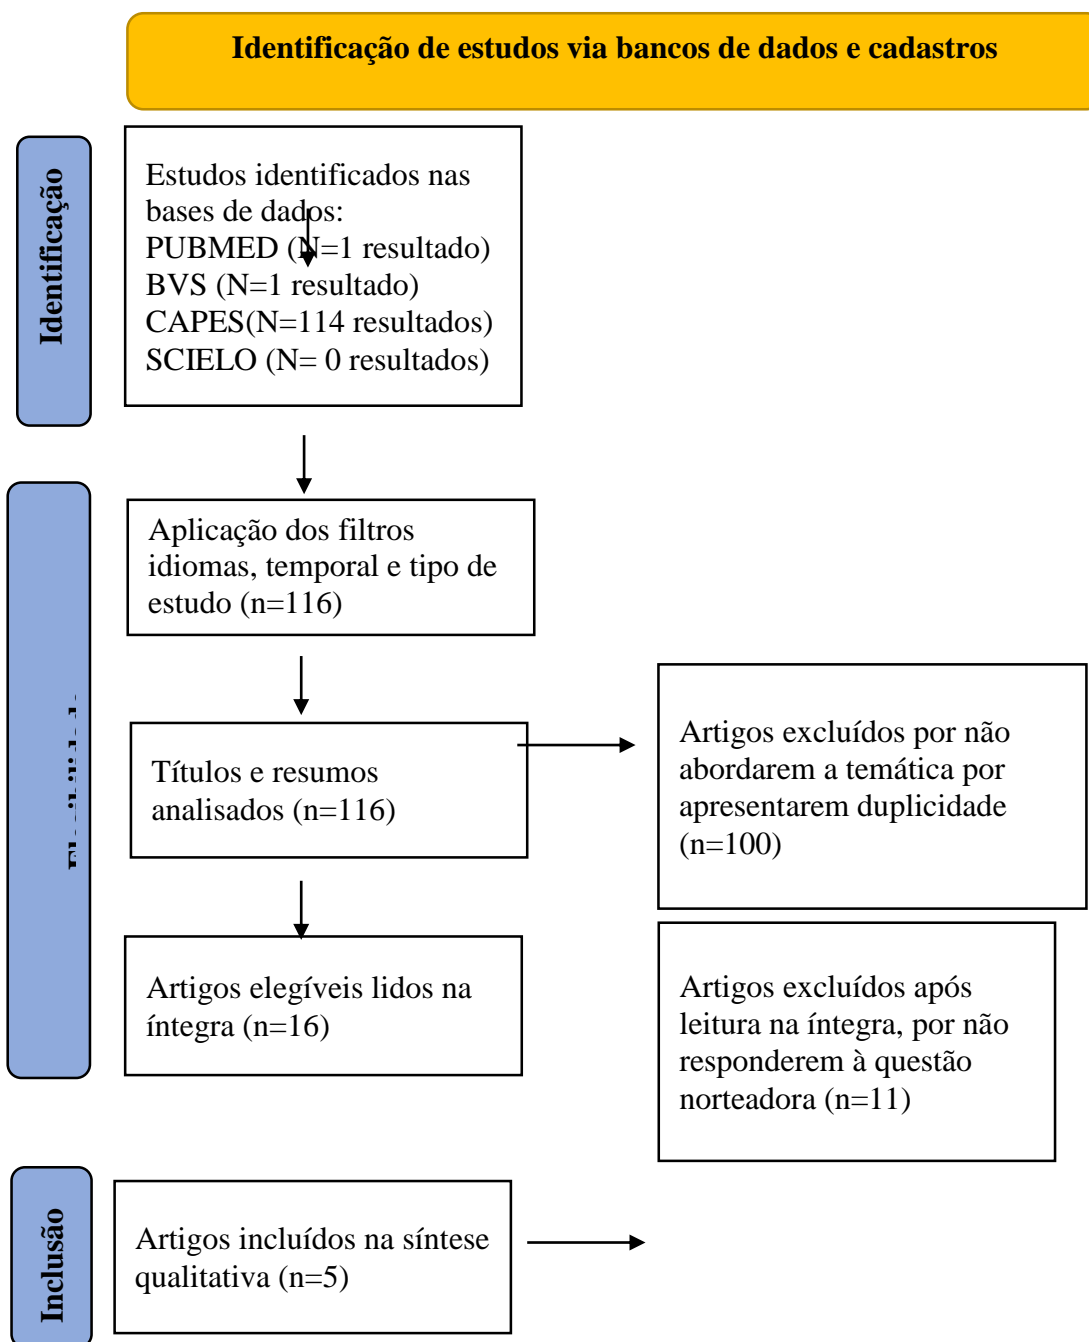 Identificação de estudos via bancos de dados e cadastros
Identificação
Estudos identificados nas
bases de dados:
PUBMED (N=1 resultado)
BVS (N=1 resultado)
CAPES(N=114 resultados)
SCIELO (N= 0 resultados)
Aplicação dos filtros
idiomas, temporal e tipo de
estudo (n=116)
Títulos e resumos
analisados (n=116)
Artigos excluídos por não
abordarem a temática por
apresentarem duplicidade
(n=100)
Artigos elegíveis lidos na
íntegra (n=16)
Artigos excluídos após
leitura na íntegra, por não
responderem à questão
norteadora (n=11)
Inclusão
Artigos incluídos na síntese
qualitativa (n=5)